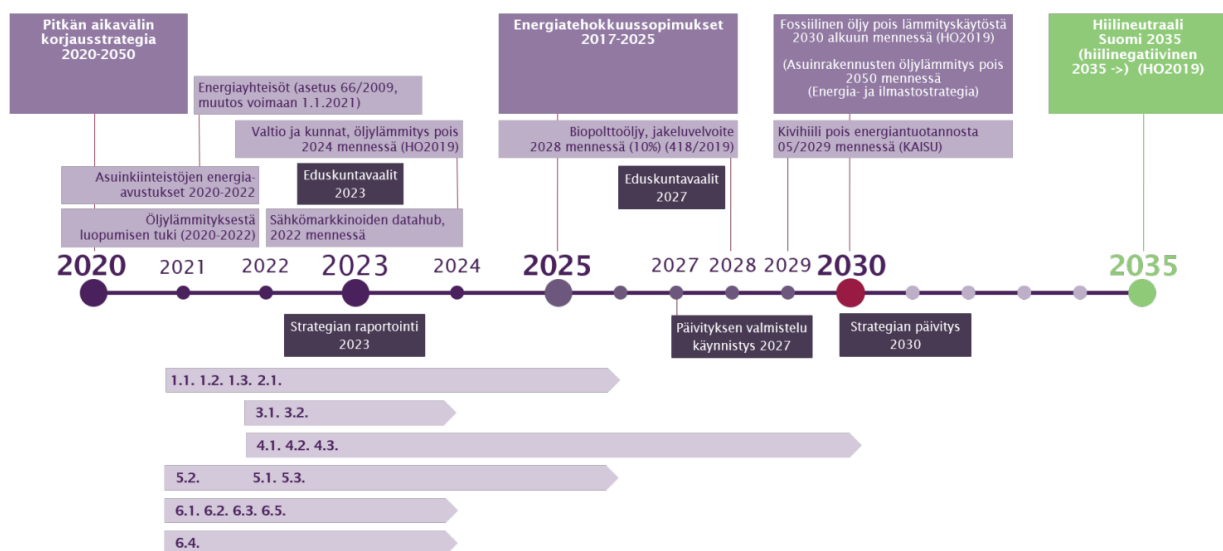 Pitkän aikavälin
korjausstrategia
2020-2050
Energiatehokkuussopimukset
2017-2025
Fossiilinen öljy pois lämmityskäytöstä
2030 alkuun mennessä (HO2019)
(Asuinrakennusten öljylämmitys pois
2050 mennessä
(Energia- ja ilmastostrategia)
Hiilineutraali
Suomi 2035
(hiilinegatiivinen
2035 ->) (HO2019)
Energiayhteisöt (asetus 66/2009,
muutos voimaan 1.1.2021)
Valtio ja kunnat, öljylämmitys pois
2024 mennessä (HO2019)
Biopolttoöljy, jakeluvelvoite
2028 mennessä (10%) (418/2019)
Kivihiili pois energiantuotannosta
05/2029 mennessä (KAISU)
Asuinkiinteistöjen energia-
avustukset 2020-2022
Eduskuntavaalit
2023
Eduskuntavaalit
2027
Öljylämmityksestä
luopumisen tuki (2020-2022)
Sähkömarkkinoiden datahub,
2022 mennessä
2020 2021 2022 2023 2024 2025 2027 2028 2029 2030 2035
Strategian raportointi
2023
Päivityksen valmistelu
käynnistys 2027
Strategian päivitys
2030
1.1. 1.2. 1.3. 2.1.
3.1. 3.2.
4.1. 4.2. 4.3.
5.2. 5.1. 5.3.
6.1. 6.2. 6.3. 6.5.
6.4.